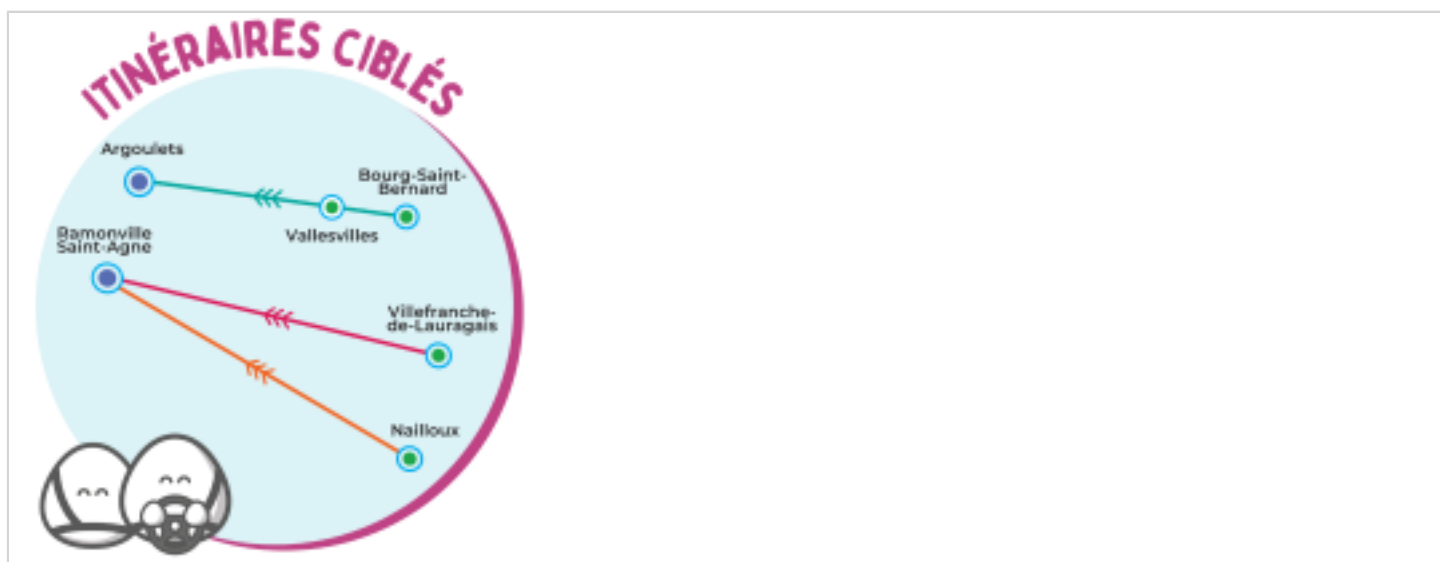 ITINÉRAIRES CIBLÉS
Argoulets
Bourg-Saint-
Bernard
Vallesvilles
Ramonville
Saint-Agne
Villefranche-
de-Lauragais
Nailloux